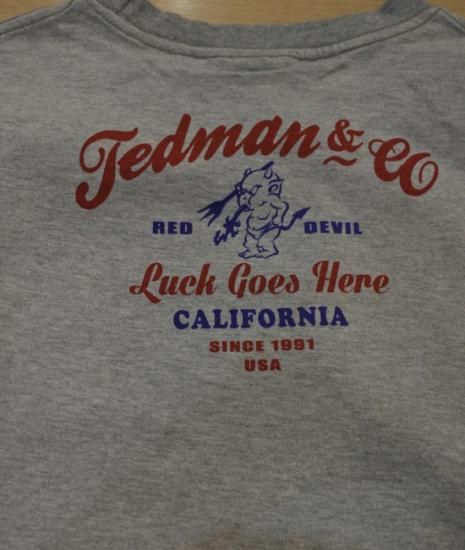 Tedman & CO
RED DEVIL
Luck Goes Here
CALIFORNIA
SINCE 1991
USA